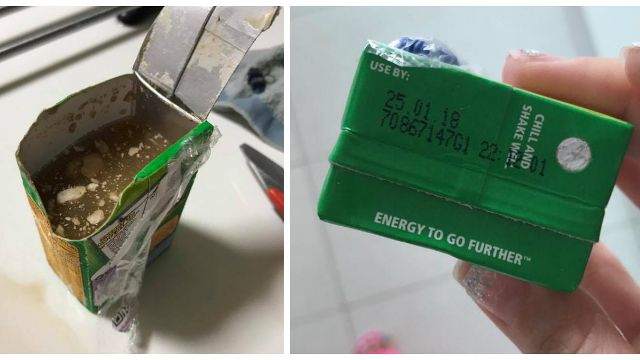 USE BY:
25.01.18
7086714701 22:
01
CHILL AND
SHAKE WELL
ENERGY TO GO FURTHER™